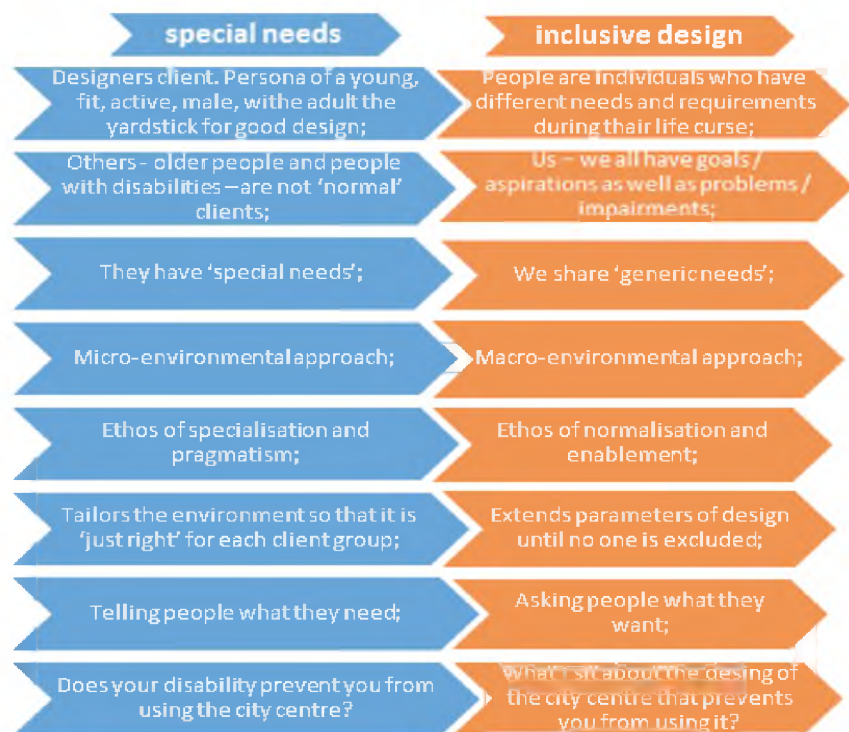 special needs
inclusive design
Designers client. Persona of a young,
fit, active, male, withe adult the
yardstick for good design;
People are individuals who have
different needs and requirements
during thair life curse;
Others - older people and people
with disabilities – are not 'normal'
clients;
Us – we all have goals /
aspirations as well as problems /
impairments;
They have 'special needs';
We share 'generic needs';
Micro-environmental approach;
Macro-environmental approach;
Ethos of specialisation and
pragmatism;
Ethos of normalisation and
enablement;
Tailors the environment so that it is
'just right' for each client group;
Extends parameters of design
until no one is excluded;
Telling people what they need;
Asking people what they
want;
Does your disability prevent you from
using the city centre?
What i sit about the desing of
the city centre that prevents
you from using it?